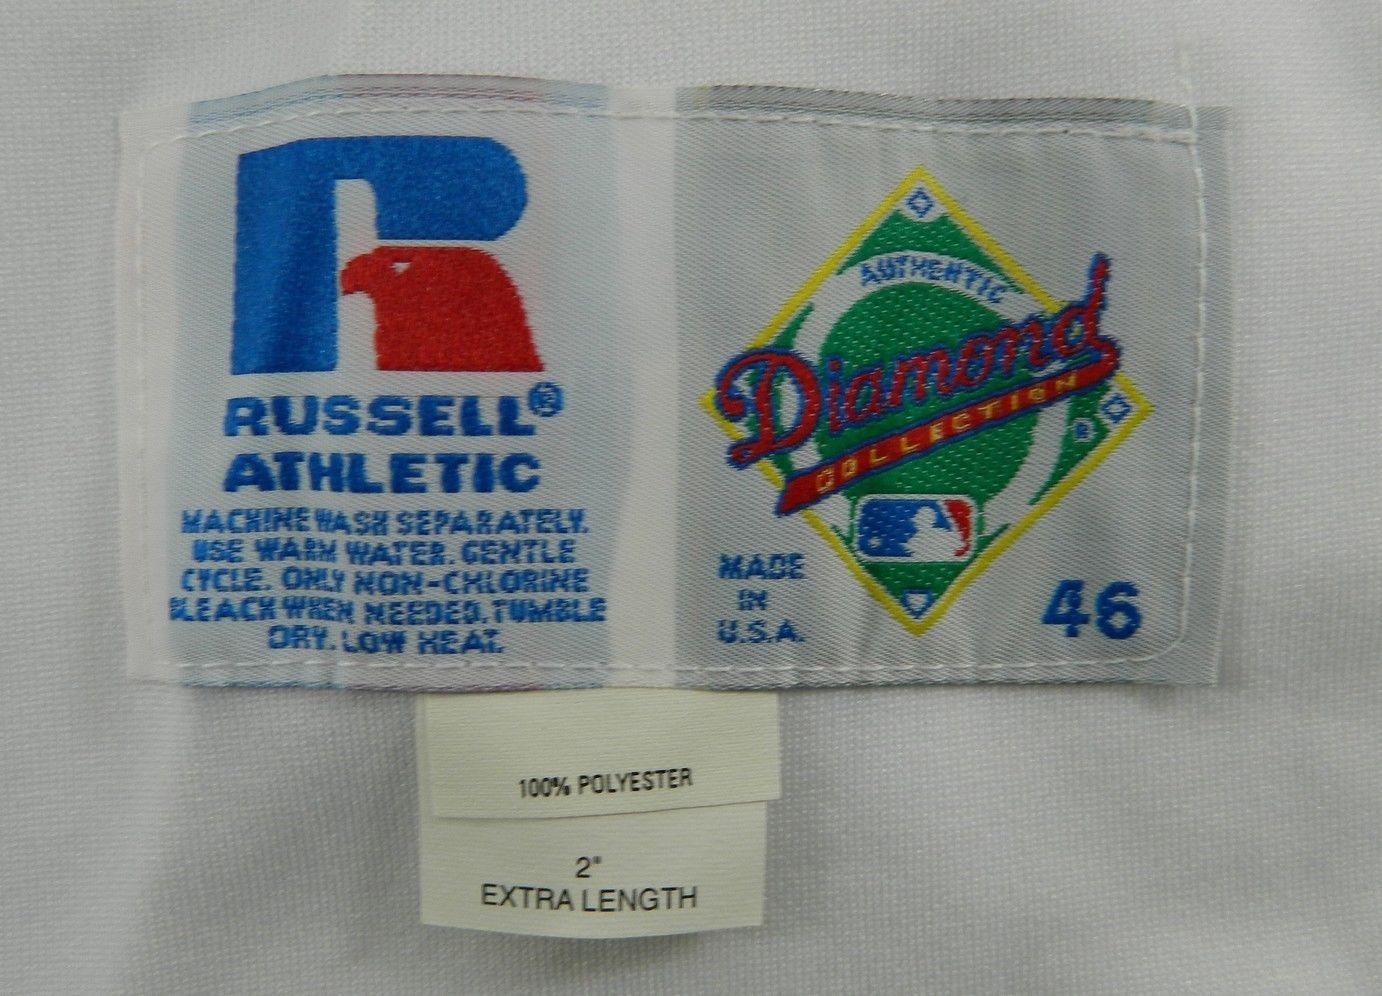 RUSSELL®
ATHLETIC
MACHINE WASH SEPARATELY.
USE WARM WATER. GENTLE
CYCLE. ONLY NON-CHLORINE
BLEACH WHEN NEEDED. TUMBLE
DRY. LOW HEAT.
AUTHENTIC
Diamond
COLLECTION
®
MADE
IN
U.S.A.
46
100% POLYESTER
2"
EXTRA LENGTH